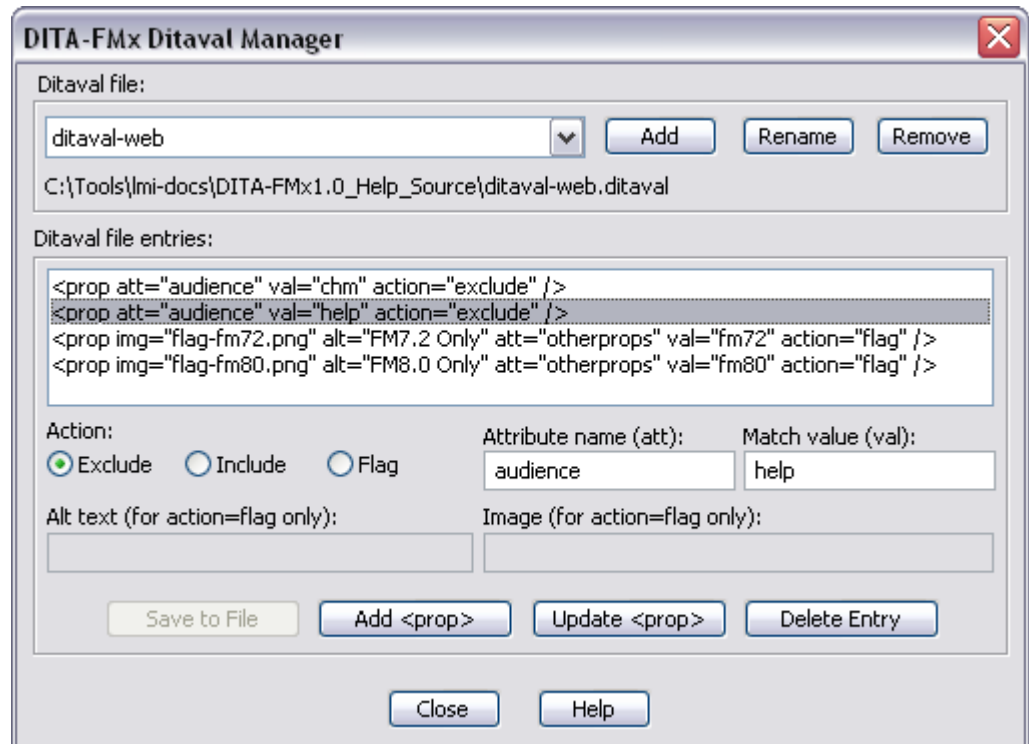 DITA-FMx Ditaval Manager
Ditaval file:
ditaval-web
Add
Rename
Remove
C:\Tools\lmi-docs\DITA-FMx1.0_Help_Source\ditaval-web.ditaval
Ditaval file entries:
<prop att="audience" val="chm" action="exclude" />
<prop att="audience" val="help" action="exclude" />
<prop img="flag-fm72.png" alt="FM7.2 Only" att="otherprops" val="fm72" action="flag" />
<prop img="flag-fm80.png" alt="FM8.0 Only" att="otherprops" val="fm80" action="flag" />
Action:
Exclude
Include
Flag
Attribute name (att):
audience
Match value (val):
help
Alt text (for action=flag only):
Image (for action=flag only):
Save to File
Add <prop>
Update <prop>
Delete Entry
Close
Help